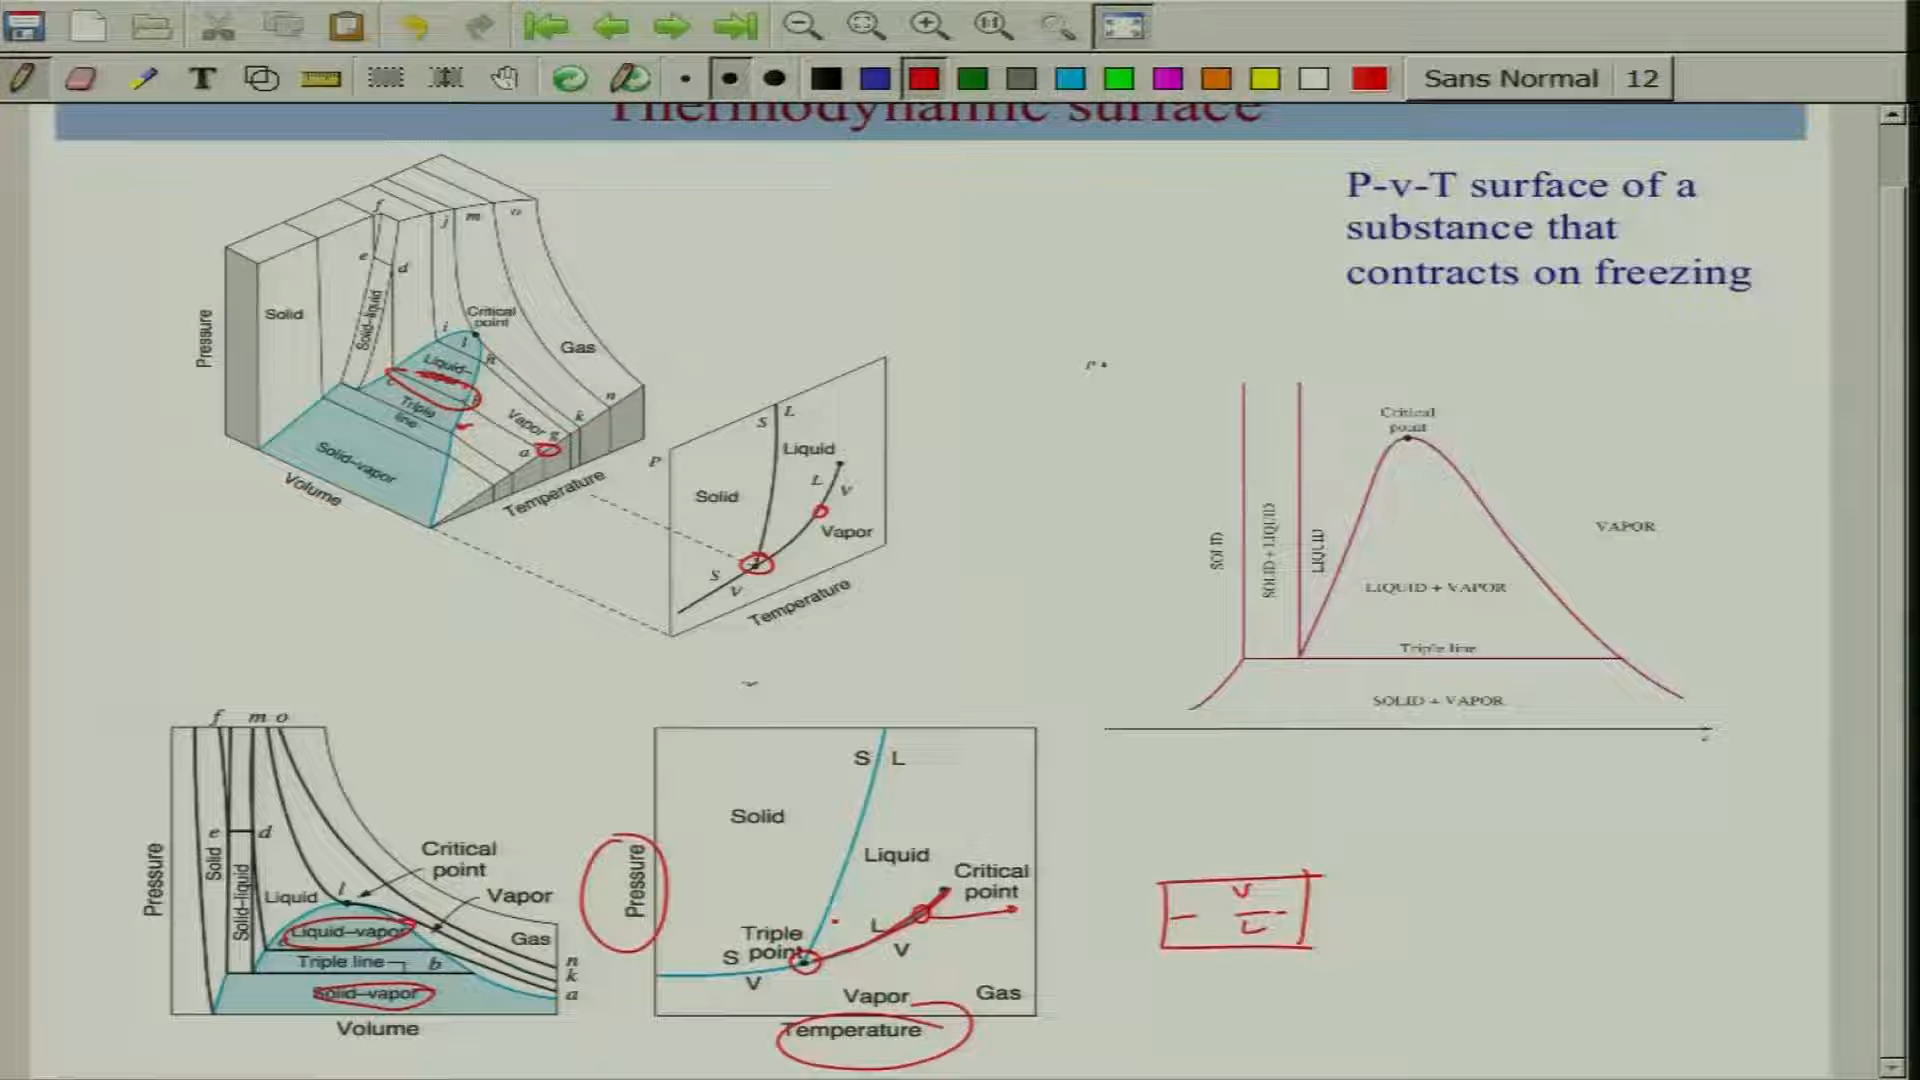 Sans Normal 12
Thermodynamic surface
P-v-T surface of a
substance that
contracts on freezing
f
j
m
o
e
d
Solid
Solid-liquid
Critical
point
i
l
Gas
Pressure
Liquid-
vapor
c
h
b
n
k
Triple
line
Vapor
g
a
Solid-vapor
Volume
Temperature
P
S
L
Liquid
Solid
L
V
Vapor
S
V
Temperature
Critical
point
SOLID
SOLID + LIQUID
LIQUID
VAPOR
LIQUID + VAPOR
Triple line
SOLID + VAPOR
f m o
Pressure
e
d
Solid
Solid-liquid
Liquid
l
Critical
point
Vapor
c
Liquid-vapor
Gas
Triple line
b
n
k
a
Solid-vapor
Volume
Pressure
S
L
Solid
Liquid
Critical
point
Triple
point
L
V
S
V
Vapor
Gas
Temperature
V
L